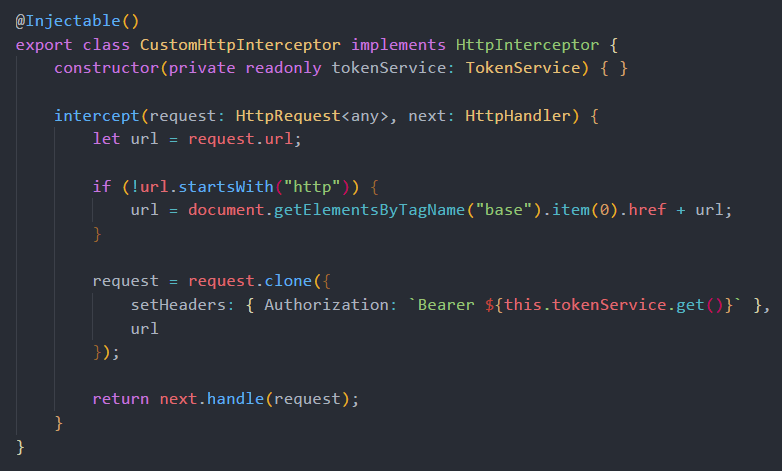 @Injectable()
export class CustomHttpInterceptor implements HttpInterceptor {
    constructor(private readonly tokenService: TokenService) { }

    intercept(request: HttpRequest<any>, next: HttpHandler) {
        let url = request.url;

        if (!url.startsWith("http")) {
            url = document.getElementsByTagName("base").item(0).href + url;
        }

        request = request.clone({
            setHeaders: { Authorization: `Bearer ${this.tokenService.get()}` },
            url
        });

        return next.handle(request);
    }
}